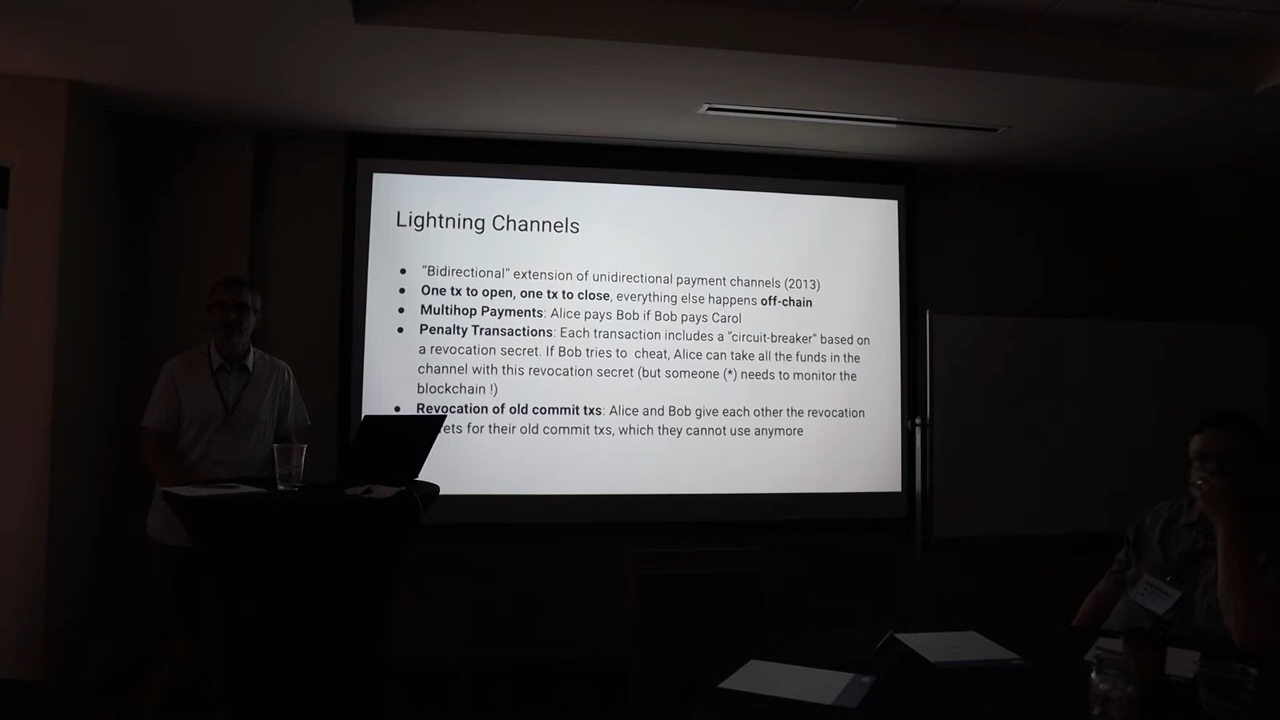 Lightning Channels
● "Bidirectional" extension of unidirectional payment channels (2013)
● One tx to open, one tx to close, everything else happens off-chain
● Multihop Payments: Alice pays Bob if Bob pays Carol
● Penalty Transactions: Each transaction includes a "circuit-breaker" based on
a revocation secret. If Bob tries to cheat, Alice can take all the funds in the
channel with this revocation secret (but someone (*) needs to monitor the
blockchain !)
● Revocation of old commit txs: Alice and Bob give each other the revocation
ets for their old commit txs, which they cannot use anymore